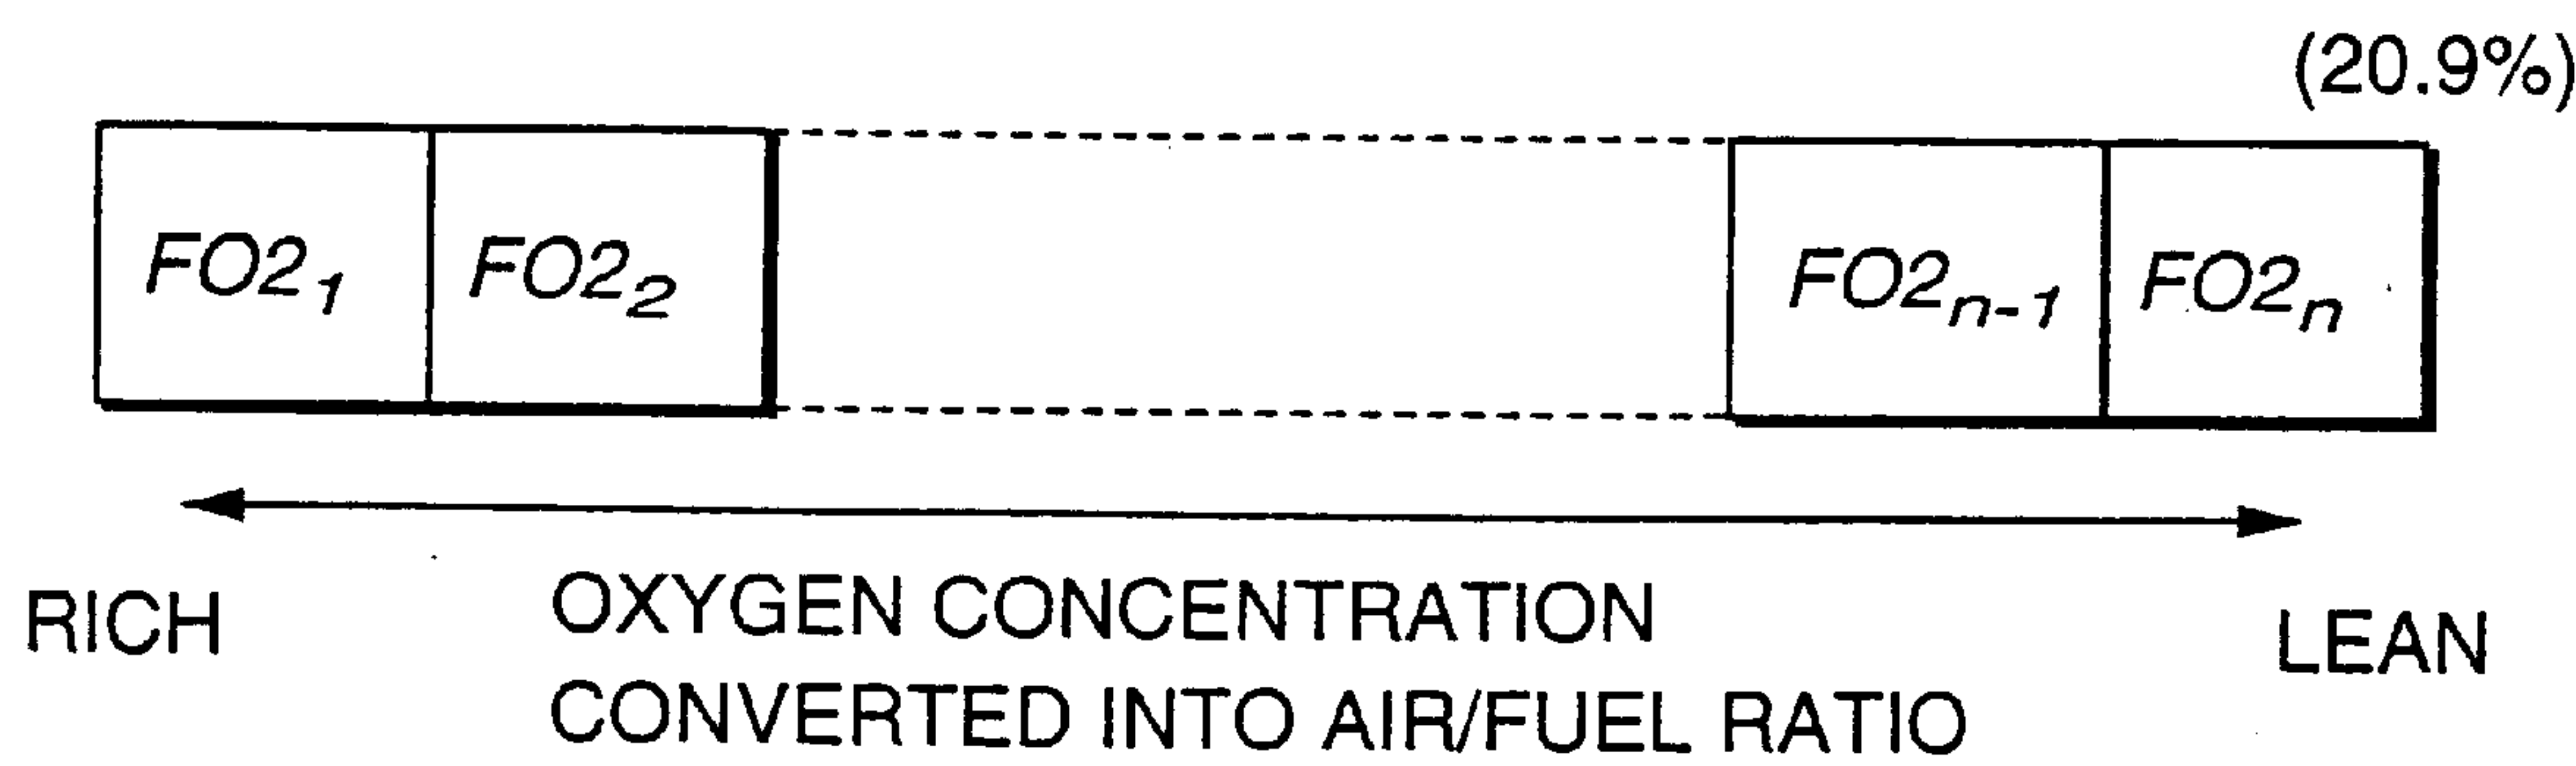 (20.9%)
FO2₁ FO2₂ FO2ₙ₋₁ FO2ₙ
RICH OXYGEN CONCENTRATION LEAN
CONVERTED INTO AIR/FUEL RATIO